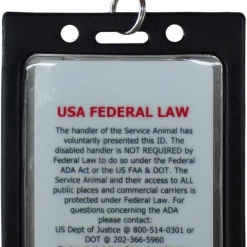 USA FEDERAL LAW
The handler of the Service Animal has
voluntarily presented this ID. The
disabled handler is NOT REQUIRED by
Federal Law to do so under the Federal
ADA Act or the US FAA & DOT. The
Service Animal and their access to ALL
public places and commercial carriers is
protected under Federal Law. For
questions concerning the ADA
please contact:
US Dept of Justice @ 800-514-0301 or
DOT @ 202-366-5960